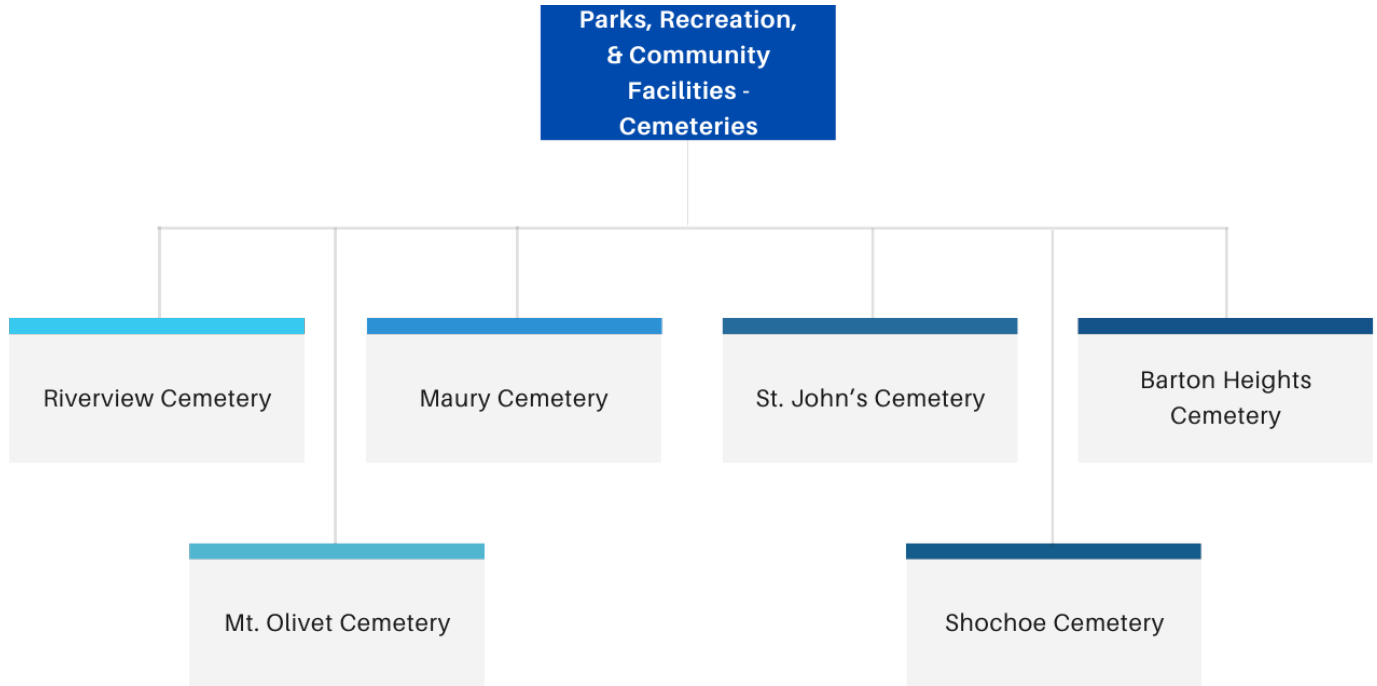 Parks, Recreation,
& Community
Facilities -
Cemeteries
Riverview Cemetery
Maury Cemetery
St. John’s Cemetery
Barton Heights
Cemetery
Mt. Olivet Cemetery
Shochoe Cemetery